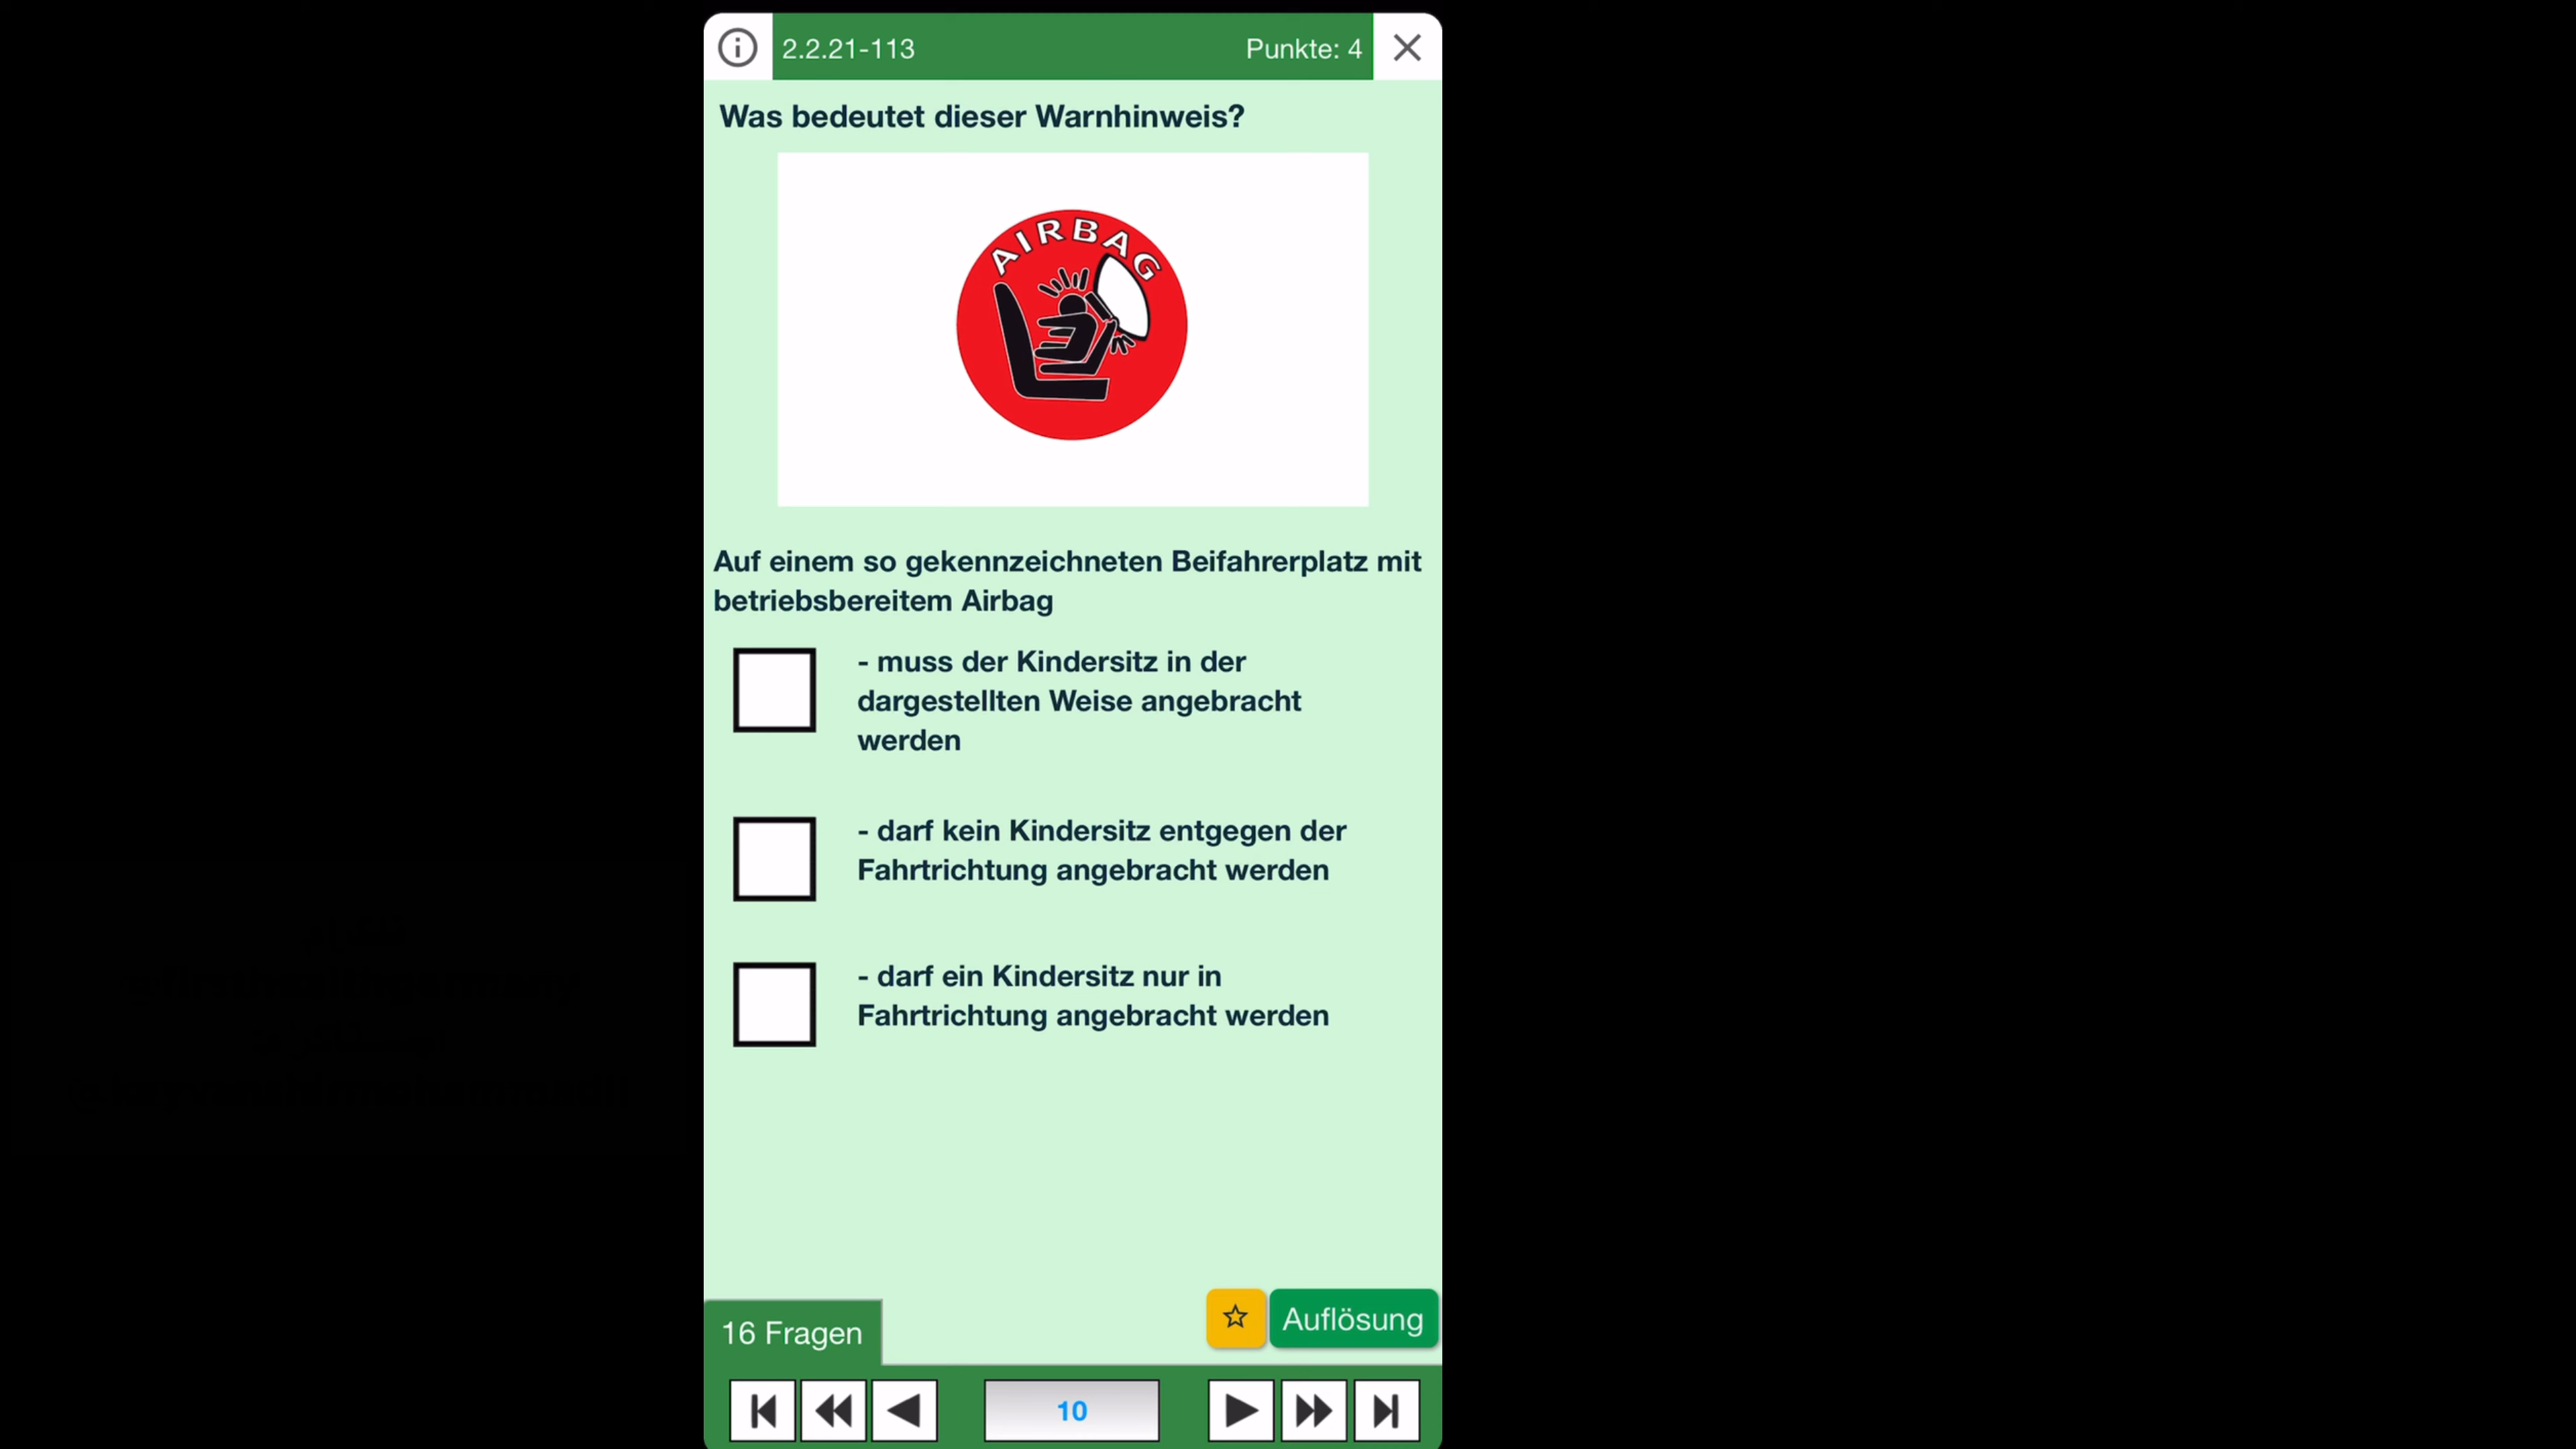 2.2.21-113
Punkte: 4
Was bedeutet dieser Warnhinweis?
AIRBAG
Auf einem so gekennzeichneten Beifahrerplatz mit
betriebsbereitem Airbag
- muss der Kindersitz in der
dargestellten Weise angebracht
werden
- darf kein Kindersitz entgegen der
Fahrtrichtung angebracht werden
- darf ein Kindersitz nur in
Fahrtrichtung angebracht werden
Auflösung
16 Fragen
10